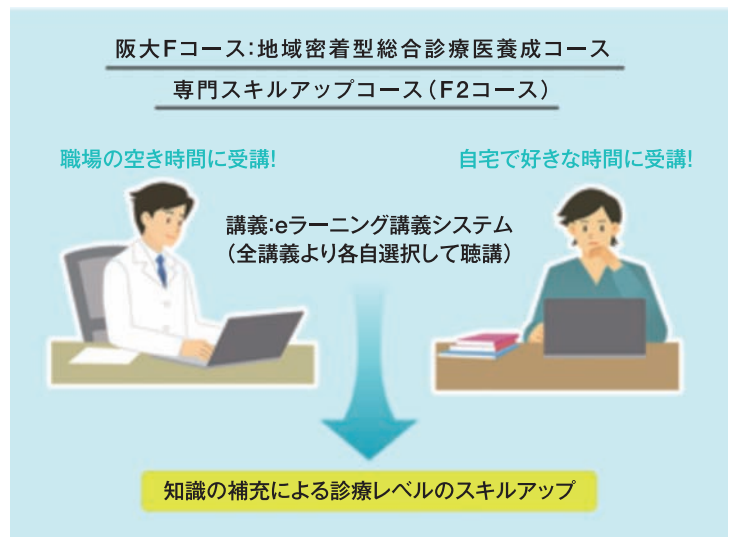 阪大Fコース:地域密着型総合診療医養成コース
専門スキルアップコース(F2コース)
職場の空き時間に受講!
自宅で好きな時間に受講!
講義:eラーニング講義システム
(全講義より各自選択して聴講)
知識の補充による診療レベルのスキルアップ